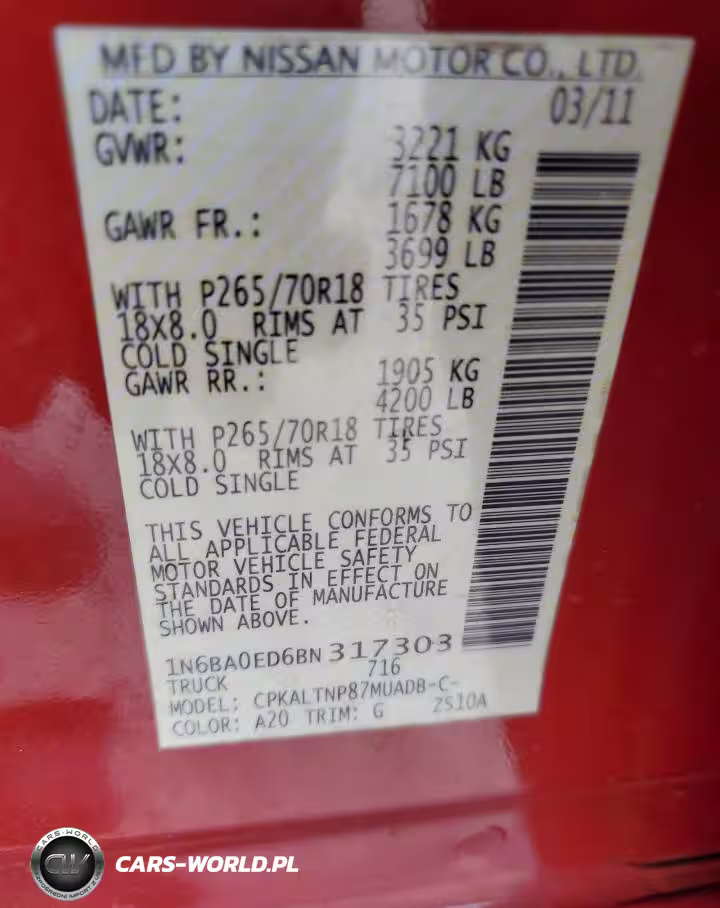 MFD BY NISSAN MOTOR CO., LTD.
DATE: 03/11
GVWR: 3221 KG
7100 LB
GAWR FR.: 1678 KG
3699 LB
WITH P265/70R18 TIRES
18X8.0 RIMS AT 35 PSI
COLD SINGLE
GAWR RR.: 1905 KG
4200 LB
WITH P265/70R18 TIRES
18X8.0 RIMS AT 35 PSI
COLD SINGLE
THIS VEHICLE CONFORMS TO
ALL APPLICABLE FEDERAL
MOTOR VEHICLE SAFETY
STANDARDS IN EFFECT ON
THE DATE OF MANUFACTURE
SHOWN ABOVE.
1N6BA0ED6BN317303
TRUCK 716
MODEL: CPKALTNP87MUADB-C-
COLOR: A20 TRIM: G ZS10A
CARS-WORLD
CW
CARS-WORLD.PL